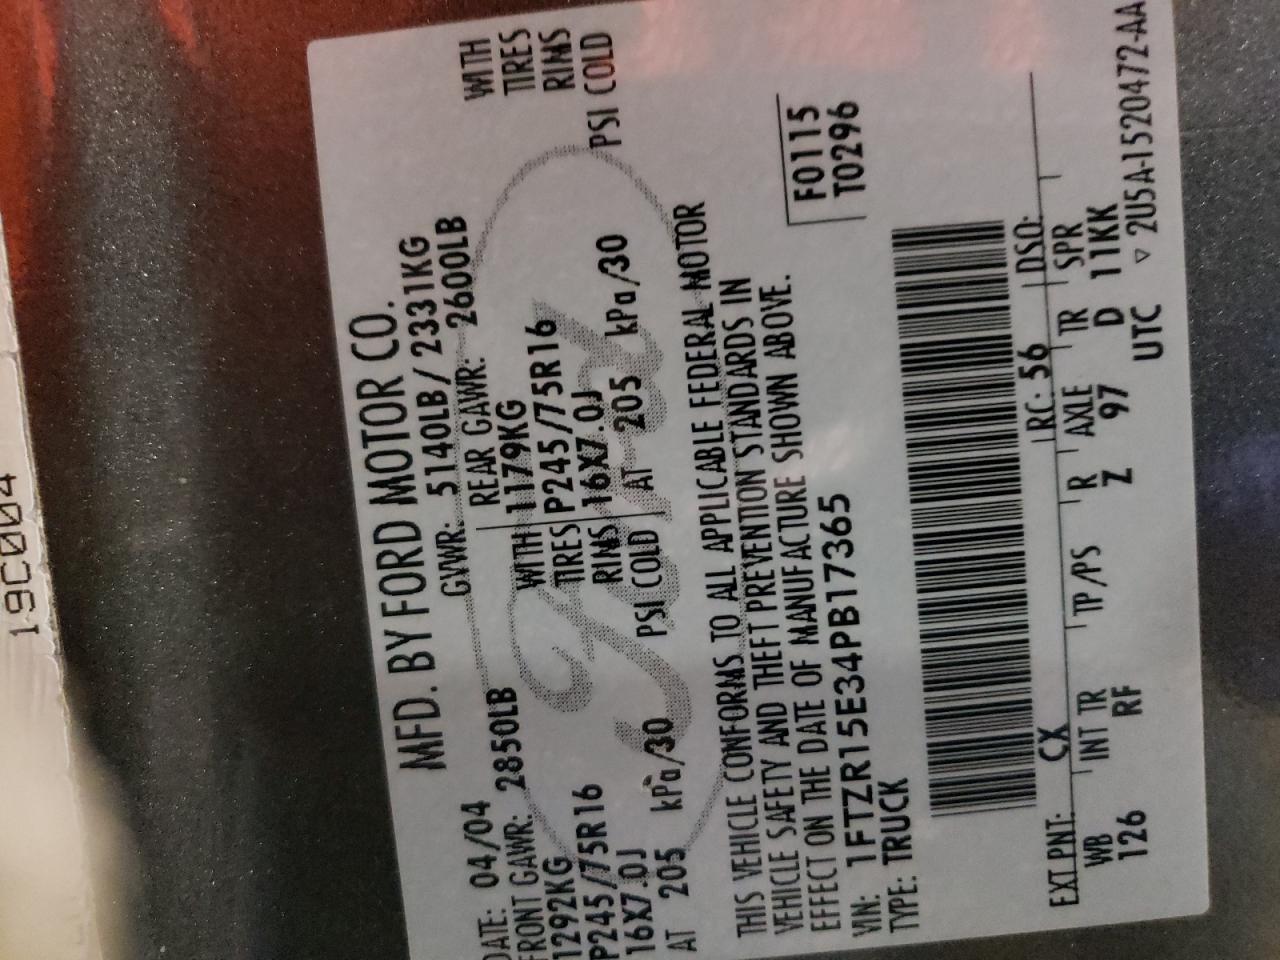 19C004
MFD. BY FORD MOTOR CO.
DATE: 04/04 GVWR: 5140LB/2331KG
FRONT GAWR: 2850LB REAR GAWR: 2600LB
1292KG WITH 1179KG WITH
P245/75R16 TIRES P245/75R16 TIRES
16X7.0J RIMS 16X7.0J RIMS
AT 205 kPa/30 PSI COLD AT 205 kPa/30 PSI COLD
THIS VEHICLE CONFORMS TO ALL APPLICABLE FEDERAL MOTOR
VEHICLE SAFETY AND THEFT PREVENTION STANDARDS IN
EFFECT ON THE DATE OF MANUFACTURE SHOWN ABOVE.
VIN: 1FTZR15E34PB17365 F0115
TYPE: TRUCK T0296
EXT PNT: CX RC: 56 DSO:
WB INT TR TP/PS R AXLE TR SPR
126 RF Z 97 D 11KK
UTC ▽ 2U5A-1520472-AA